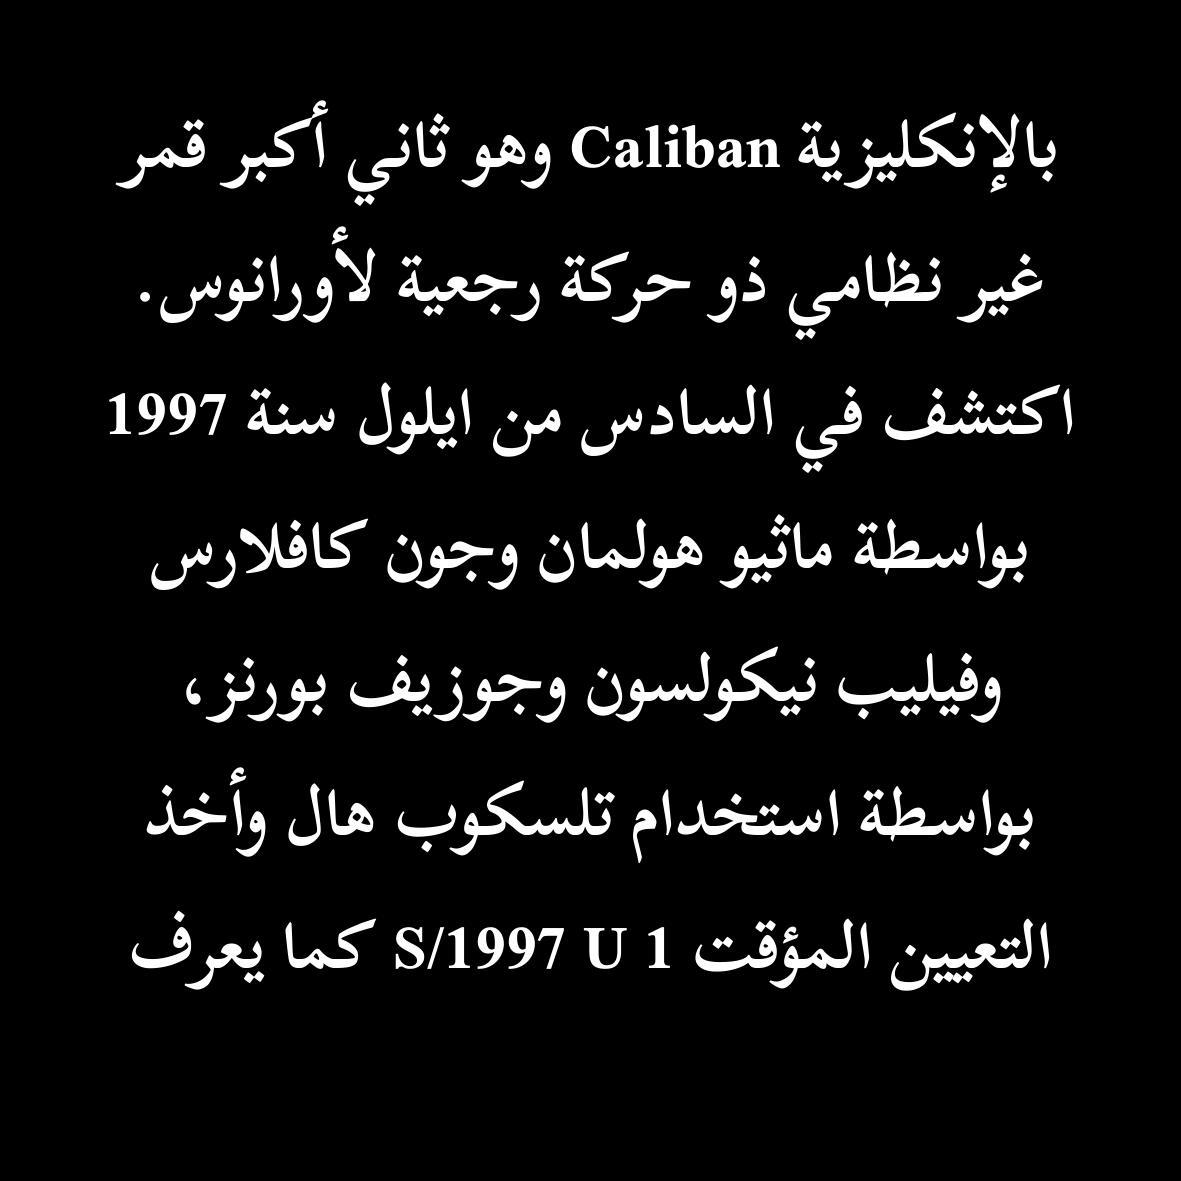 بالإنكليزية Caliban وهو ثاني أكبر قمر
غير نظامي ذو حركة رجعية لأورانوس.
اكتشف في السادس من ايلول سنة 1997
بواسطة ماثيو هولمان وجون كافلارس
وفيليب نيكولسون وجوزيف بورنز،
بواسطة استخدام تلسكوب هال وأخذ
التعيين المؤقت S/1997 U 1 كما يعرف